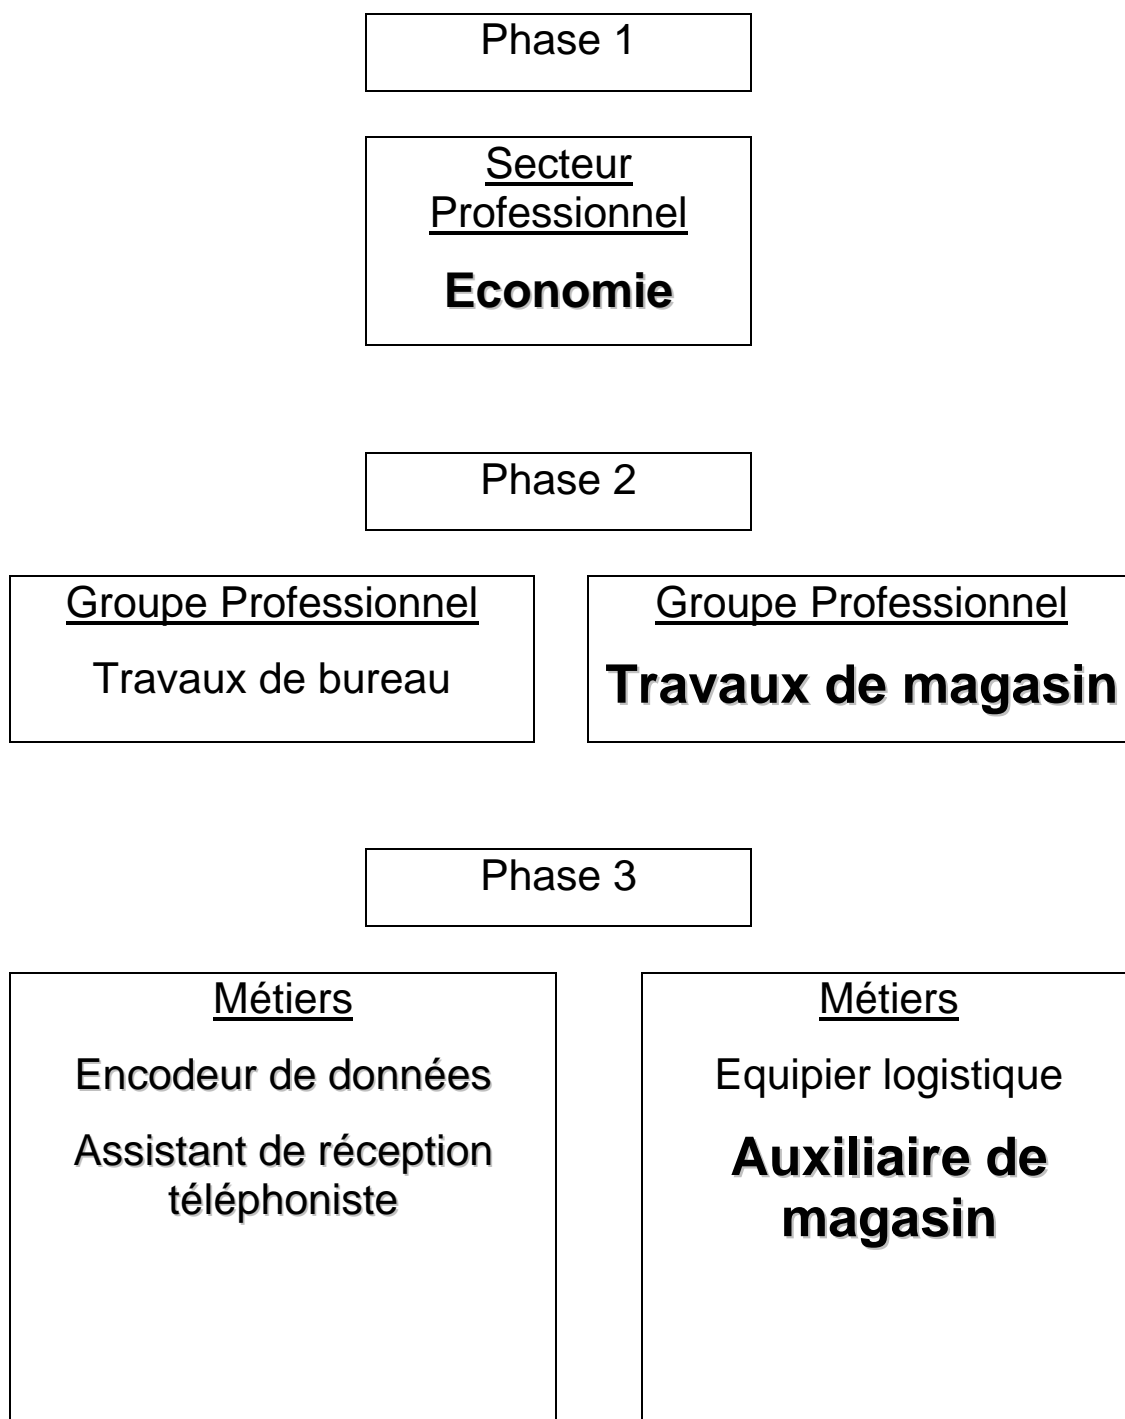 Phase 1
Secteur
Professionnel
Economie
Phase 2
Groupe Professionnel
Travaux de bureau
Groupe Professionnel
Travaux de magasin
Phase 3
Métiers
Encodeur de données
Assistant de réception
téléphoniste
Métiers
Equipier logistique
Auxiliaire de
magasin